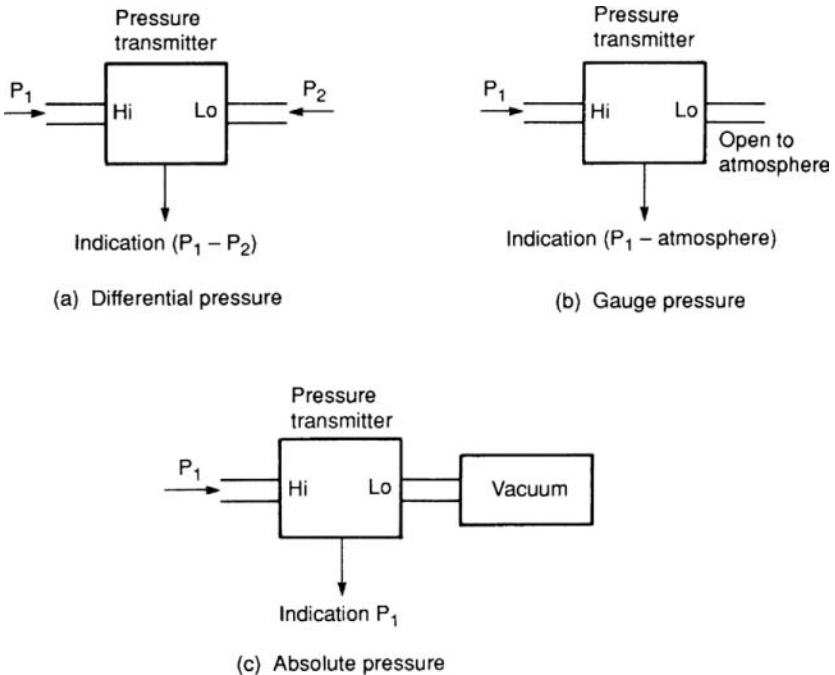 Pressure
transmitter
P₁
Hi
Lo
P₂
Indication (P₁ – P₂)
(a) Differential pressure
Pressure
transmitter
P₁
Hi
Lo
Open to
atmosphere
Indication (P₁ – atmosphere)
(b) Gauge pressure
Pressure
transmitter
P₁
Hi
Lo
Vacuum
Indication P₁
(c) Absolute pressure